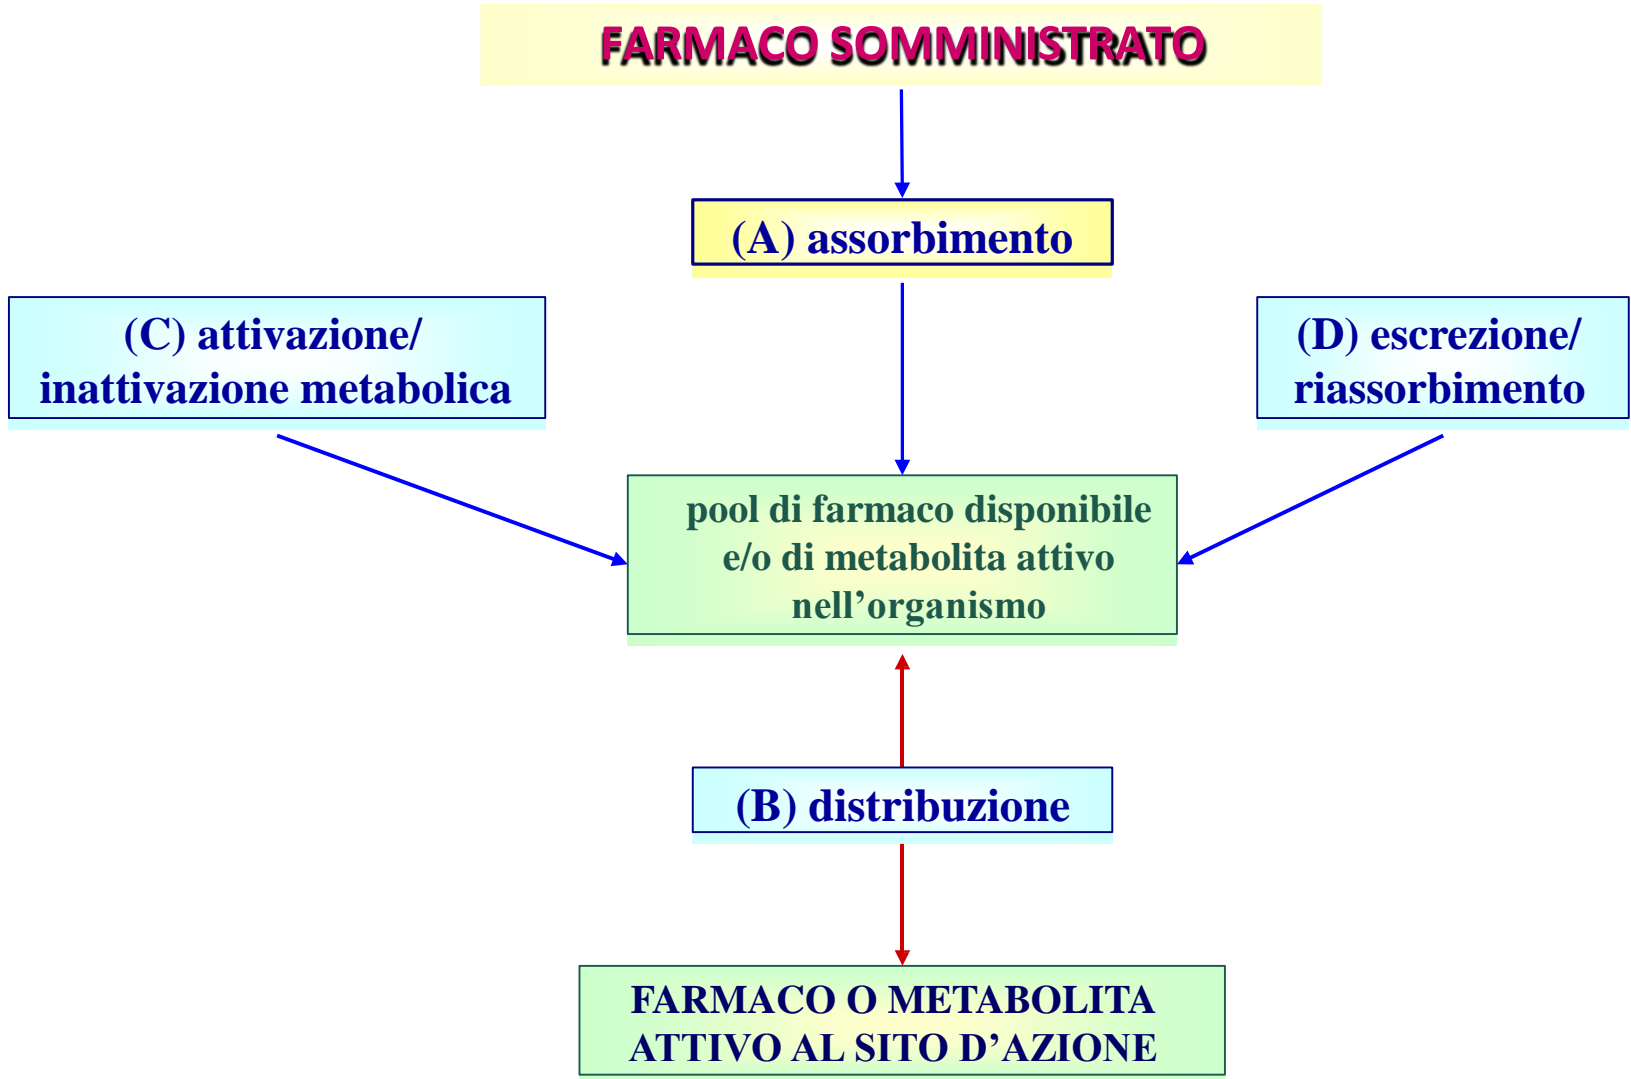 FARMACO SOMMINISTRATO
(A) assorbimento
(C) attivazione/
inattivazione metabolica
(D) escrezione/
riassorbimento
pool di farmaco disponibile
e/o di metabolita attivo
nell’organismo
(B) distribuzione
FARMACO O METABOLITA
ATTIVO AL SITO D’AZIONE